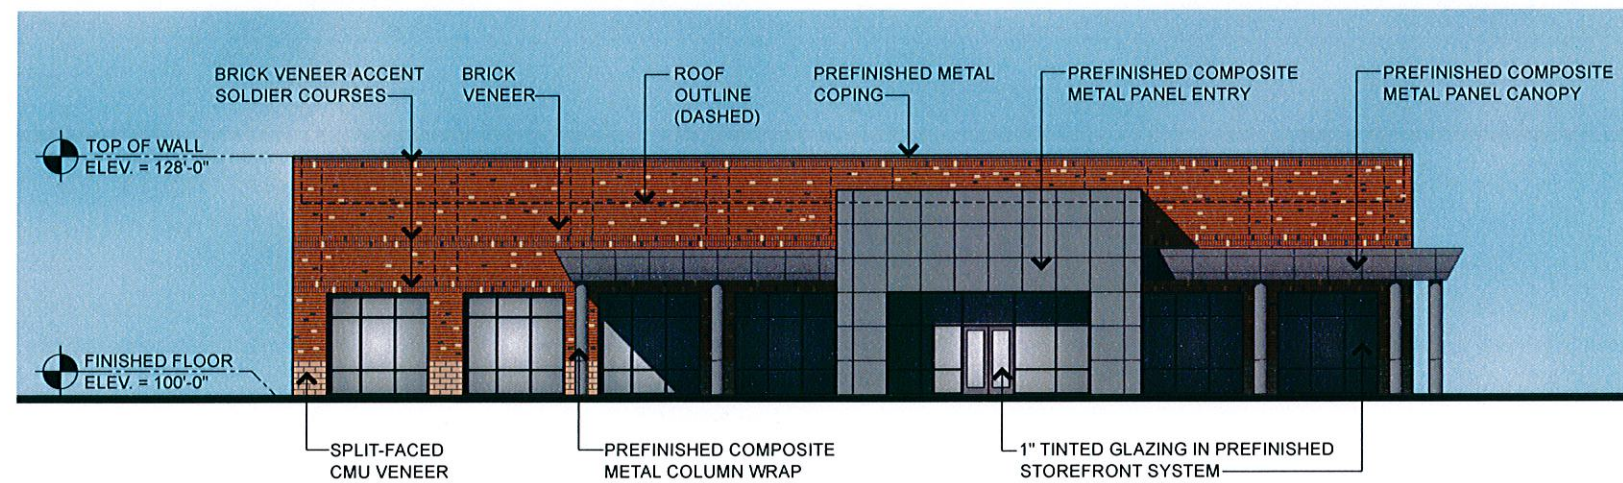 BRICK VENEER ACCENT
SOLDIER COURSES
BRICK
VENEER
ROOF
OUTLINE
(DASHED)
PREFINISHED METAL
COPING
PREFINISHED COMPOSITE
METAL PANEL ENTRY
PREFINISHED COMPOSITE
METAL PANEL CANOPY
TOP OF WALL
ELEV. = 128'-0"
FINISHED FLOOR
ELEV. = 100'-0"
SPLIT-FACED
CMU VENEER
PREFINISHED COMPOSITE
METAL COLUMN WRAP
1" TINTED GLAZING IN PREFINISHED
STOREFRONT SYSTEM